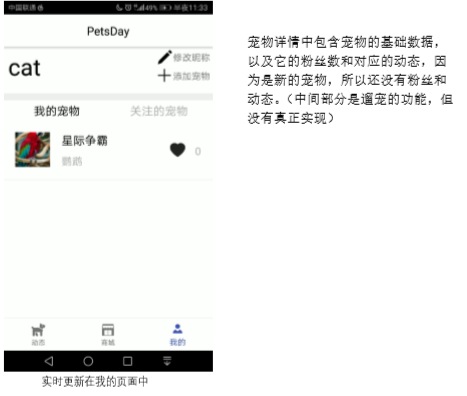 中国联通
49%
半夜11:33
PetsDay
cat
修改昵称
添加宠物
我的宠物
关注的宠物
星际争霸
鹦鹉
0
动态
商城
我的
实时更新在我的页面中
宠物详情中包含宠物的基础数据，
以及它的粉丝数和对应的动态，因
为是新的宠物，所以还没有粉丝和
动态。（中间部分是遛宠的功能，但
没有真正实现）